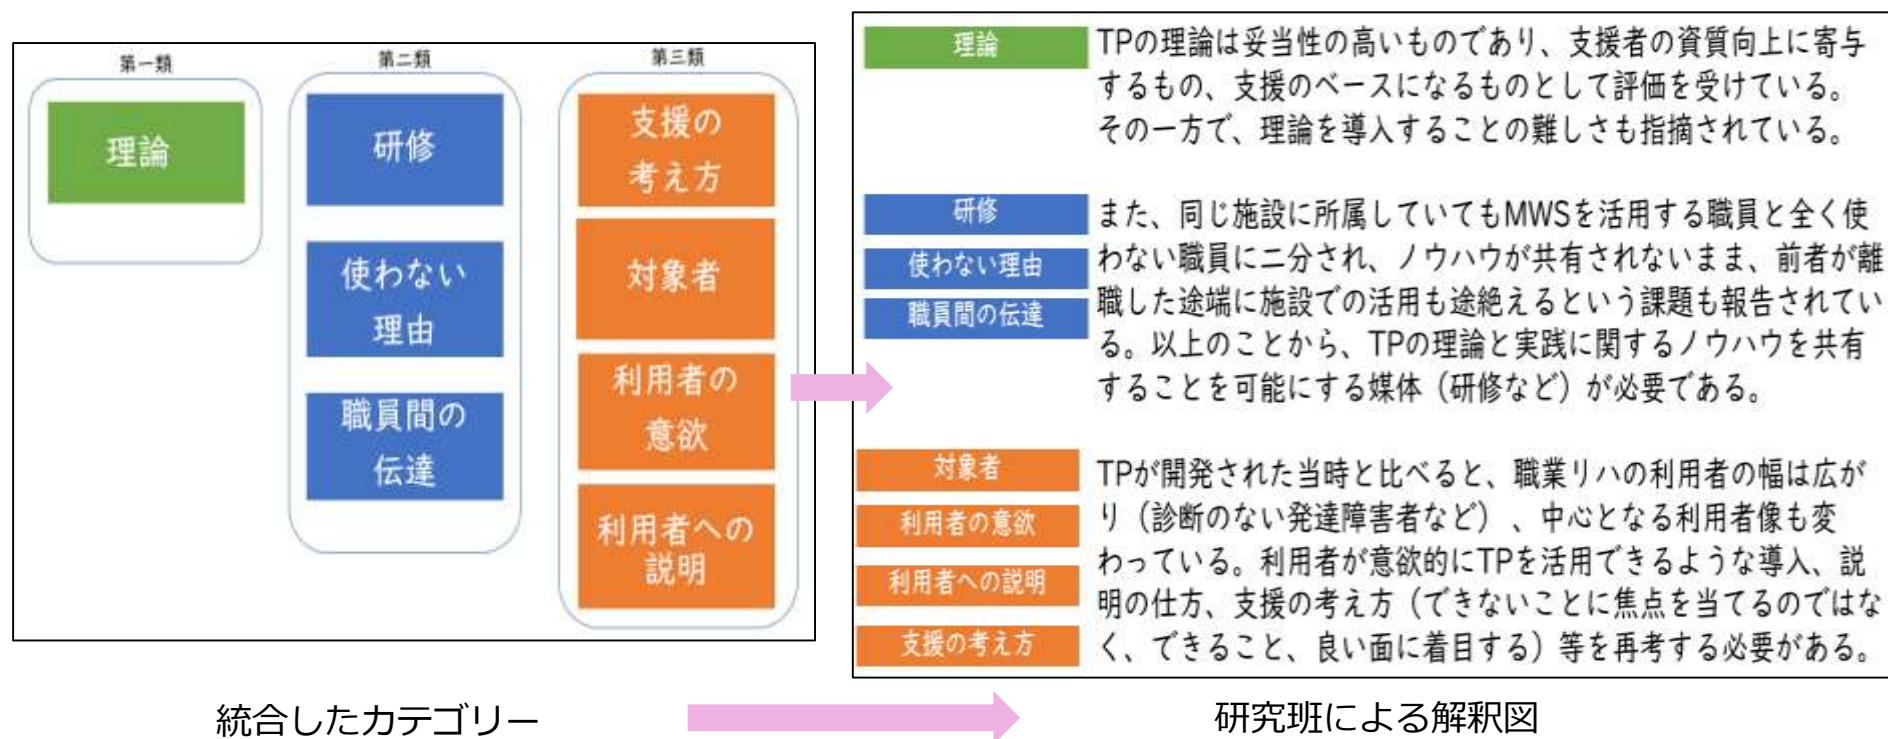 第一類
理論
第二類
研修
使わない
理由
職員間の
伝達
第三類
支援の
考え方
対象者
利用者の
意欲
利用者への
説明
理論
TPの理論は妥当性の高いものであり、支援者の資質向上に寄与
するもの、支援のベースになるものとして評価を受けている。
その一方で、理論を導入することの難しさも指摘されている。
研修
使わない理由
職員間の伝達
また、同じ施設に所属していてもMWSを活用する職員と全く使
わない職員に二分され、ノウハウが共有されないまま、前者が離
職した途端に施設での活用も途絶えるという課題も報告されてい
る。以上のことから、TPの理論と実践に関するノウハウを共有
することを可能にする媒体（研修など）が必要である。
対象者
利用者の意欲
利用者への説明
支援の考え方
TPが開発された当時と比べると、職業リハの利用者の幅は広が
り（診断のない発達障害者など）、中心となる利用者像も変
わっている。利用者が意欲的にTPを活用できるような導入、説
明の仕方、支援の考え方（できないことに焦点を当てるのではな
く、できること、良い面に着目する）等を再考する必要がある。
統合したカテゴリー
研究班による解釈図